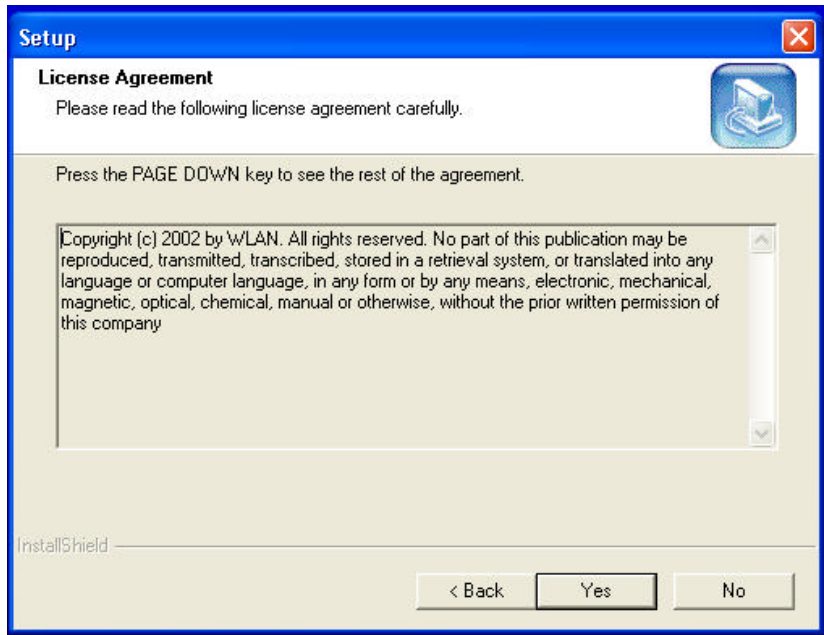 Setup
License Agreement
Please read the following license agreement carefully.
Press the PAGE DOWN key to see the rest of the agreement.
Copyright (c) 2002 by WLAN. All rights reserved. No part of this publication may be
reproduced, transmitted, transcribed, stored in a retrieval system, or translated into any
language or computer language, in any form or by any means, electronic, mechanical,
magnetic, optical, chemical, manual or otherwise, without the prior written permission of
this company
InstallShield
< Back
Yes
No